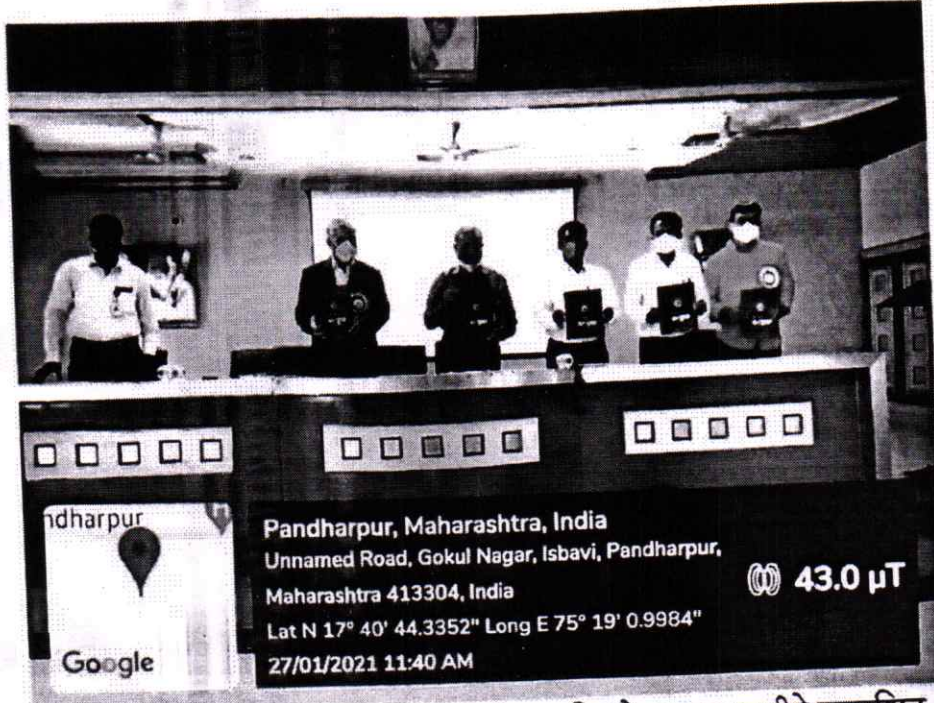 ndharpur
Google
Pandharpur, Maharashtra, India
Unnamed Road, Gokul Nagar, Isbavi, Pandharpur,
Maharashtra 413304, India
Lat N 17° 40' 44.3352" Long E 75° 19' 0.9984"
27/01/2021 11:40 AM
43.0 µT